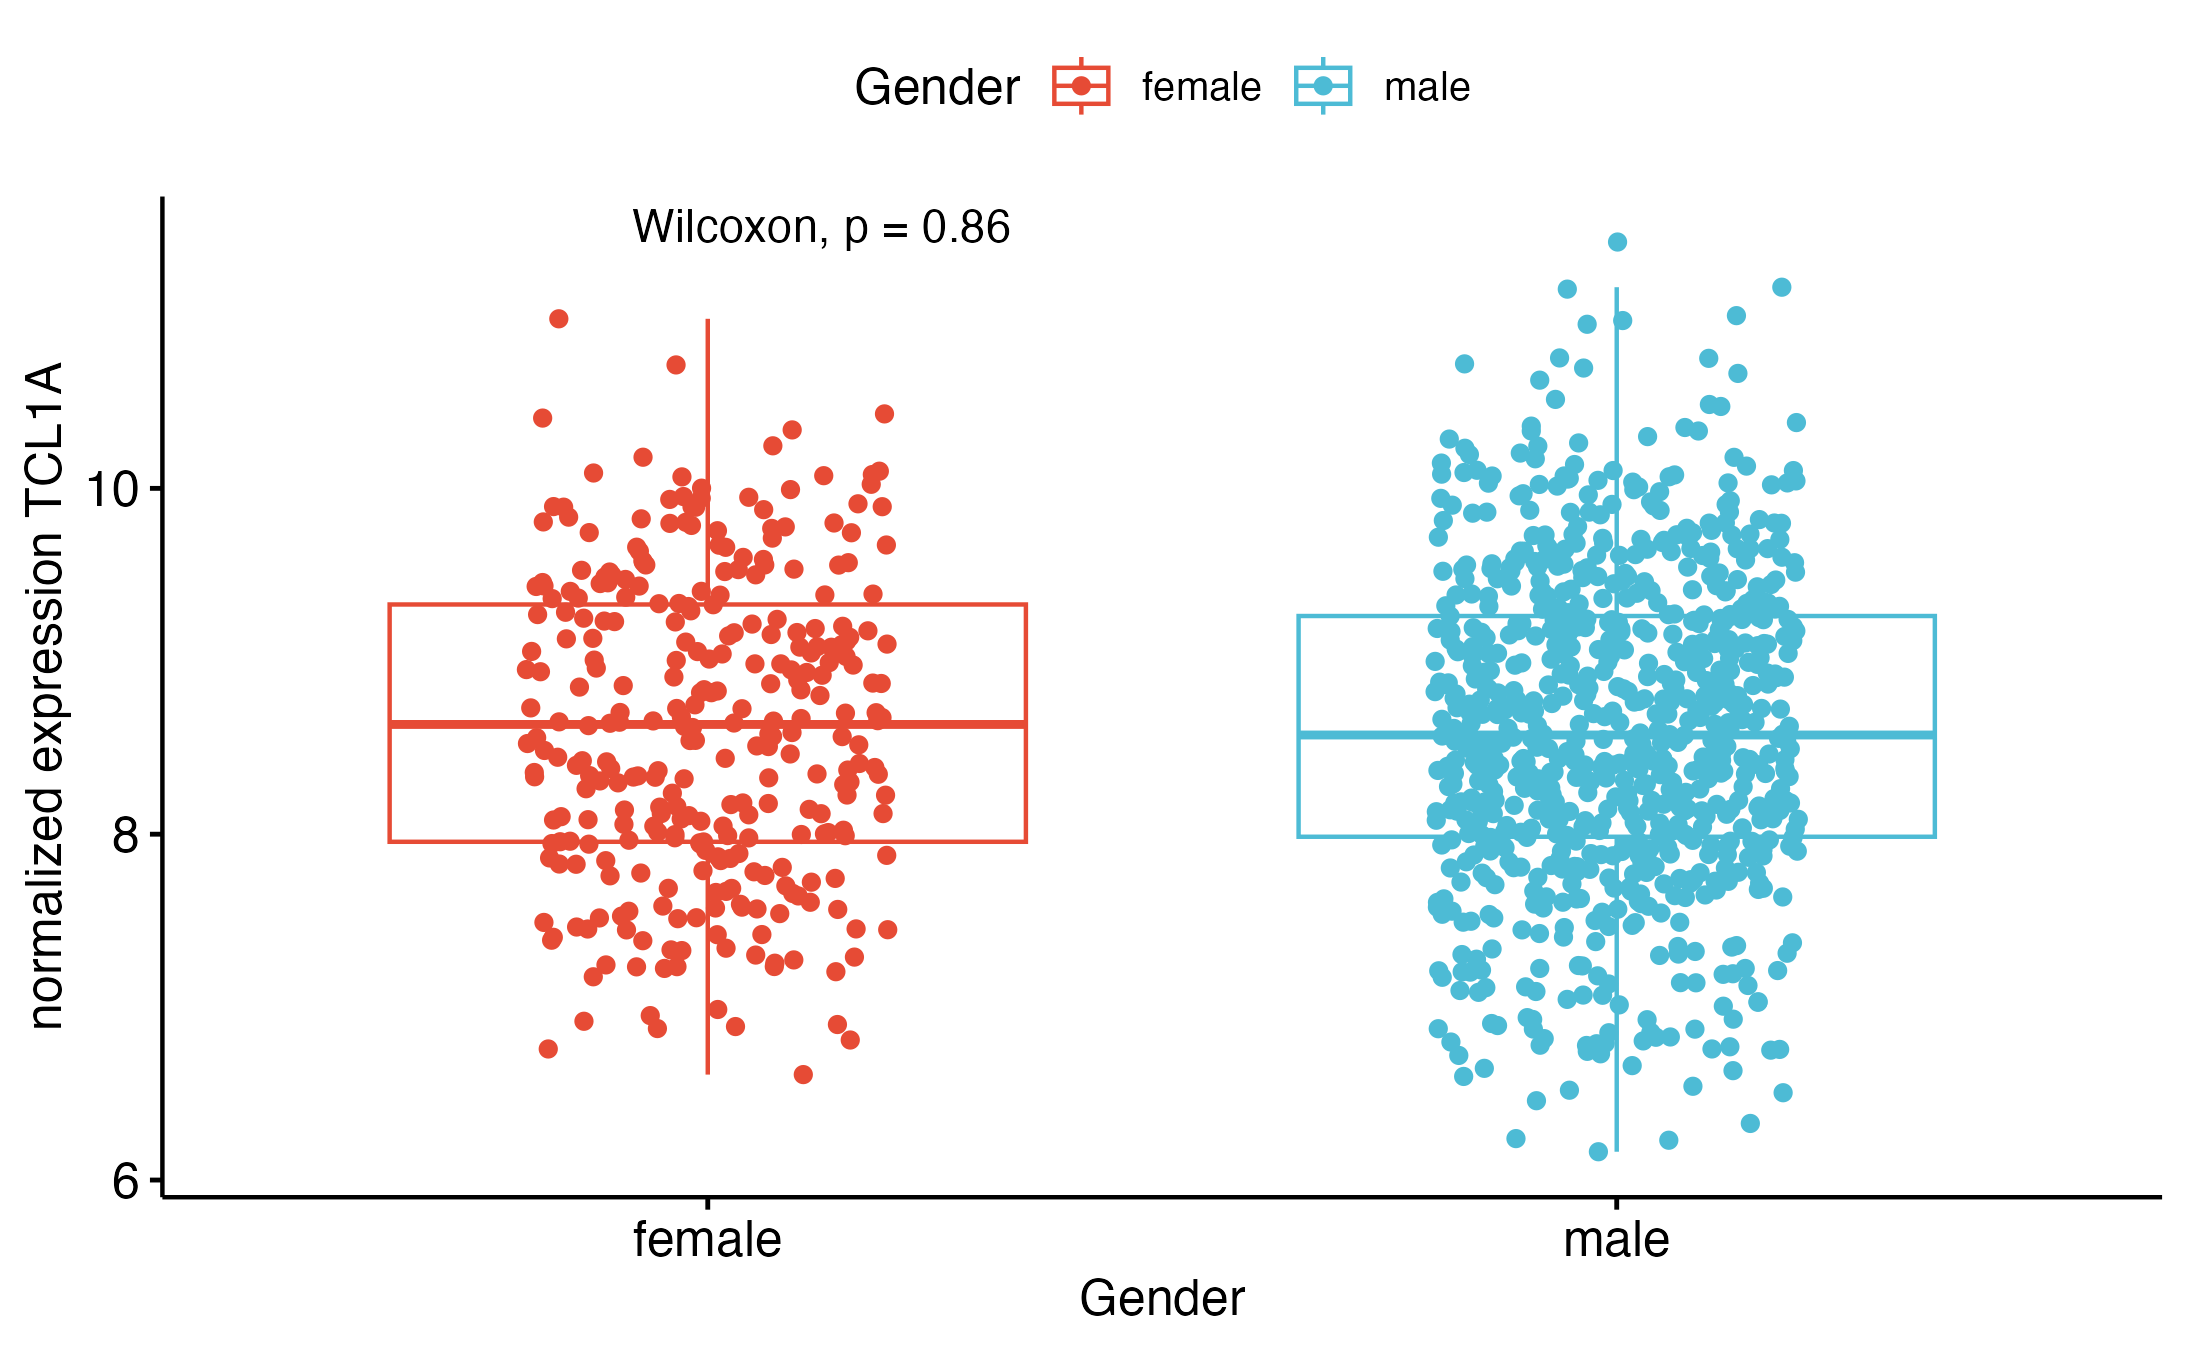 Gender female male
Wilcoxon, p = 0.86
normalized expression TCL1A
10
8
6
female male
Gender